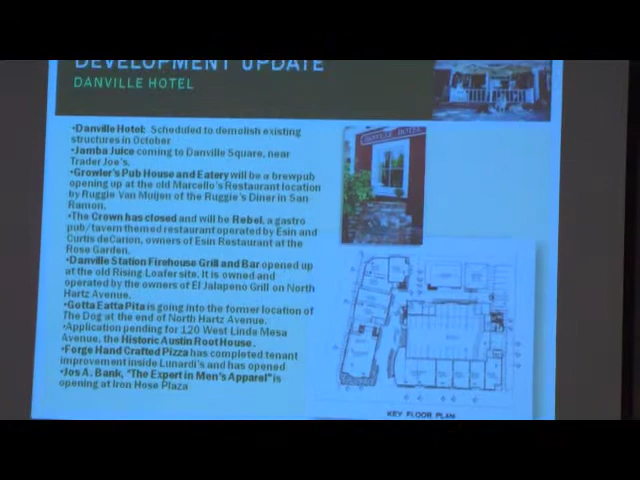 DEVELOPMENT UPDATE
DANVILLE HOTEL
DANVILLE HOTEL
•Danville Hotel: Scheduled to demolish existing
structures in October
•Jamba Juice coming to Danville Square, near
Trader Joe's.
•Growler's Pub House and Eatery will be a brewpub
opening up at the old Marcello's Restaurant location
by Ruggie Van Muijen of the Ruggie's Diner in San
Ramon.
•The Crown has closed and will be Rebel, a gastro
pub/tavern themed restaurant operated by Esin and
Curtis deCarion, owners of Esin Restaurant at the
Rose Garden.
•Danville Station Firehouse Grill and Bar opened up
at the old Rising Loafer site. It is owned and
operated by the owners of El Jalapeno Grill on North
Hartz Avenue.
•Gotta Eatta Pita is going into the former location of
The Dog at the end of North Hartz Avenue.
•Application pending for 120 West Linda Mesa
Avenue, the Historic Austin Root House.
•Forge Hand Crafted Pizza has completed tenant
improvement inside Lunardi's and has opened
•Jos A. Bank, "The Expert in Men's Apparel" is
opening at Iron Hose Plaza
KEY FLOOR PLAN